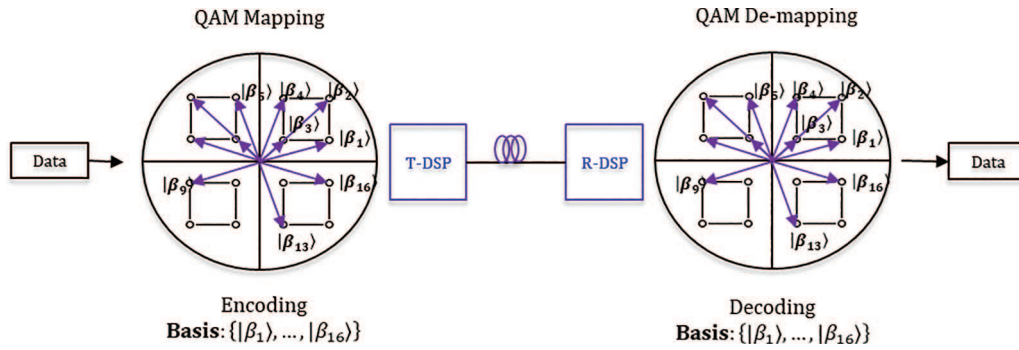 QAM Mapping
QAM De-mapping
|β₅⟩ |β₄⟩ |β₂⟩
|β₃⟩
|β₁⟩
|β₉⟩
|β₁₆⟩
|β₁₃⟩
Data
T-DSP
R-DSP
|β₅⟩ |β₄⟩ |β₂⟩
|β₃⟩
|β₁⟩
|β₉⟩
|β₁₆⟩
|β₁₃⟩
Data
Encoding
Basis: {|β₁⟩, ..., |β₁₆⟩}
Decoding
Basis: {|β₁⟩, ..., |β₁₆⟩}